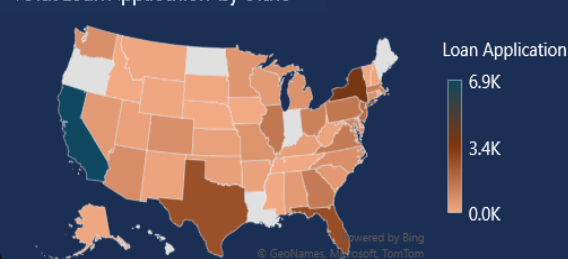 Loan Application
6.9K
3.4K
0.0K
Powered by Bing
© GeoNames, Microsoft, TomTom